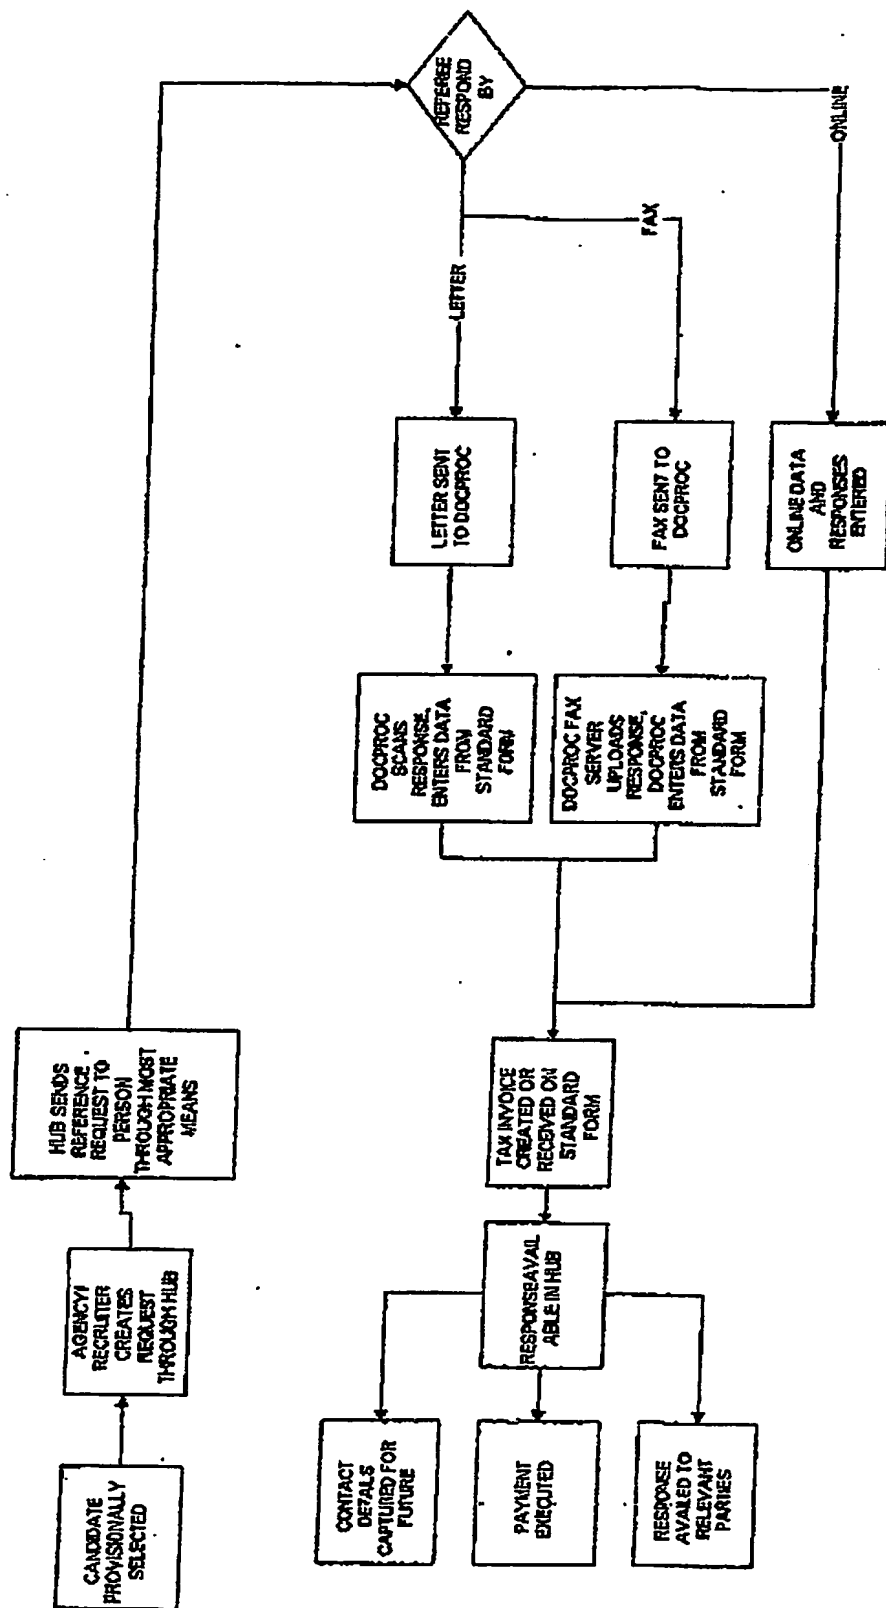 CANDIDATE
PROVISIONALLY
SELECTED
AGENCY/
RECRUITER
CREATES
REQUEST
THROUGH HUB
HUB SENDS
REFERENCE
REQUEST TO
PERSON
THROUGH MOST
APPROPRIATE
MEANS
REFEREE
RESPOND
BY
LETTER
FAX
ONLINE
LETTER SENT
TO DOCPROC
FAX SENT TO
DOCPROC
ONLINE DATA
AND
RESPONSES
ENTERED
DOCPROC
SCANS
RESPONSE,
ENTERS DATA
FROM
STANDARD
FORM
DOCPROC FAX
SERVER
UPLOADS
RESPONSE,
DOCPROC
ENTERS DATA
FROM
STANDARD
FORM
TAX INVOICE
CREATED OR
RECEIVED ON
STANDARD
FORM
RESPONSE AVAIL
ABLE IN HUB
CONTACT
DETALS
CAPTURED FOR
FUTURE
PAYMENT
EXECUTED
RESPONSE
AVAILED TO
RELEVANT
PARTIES